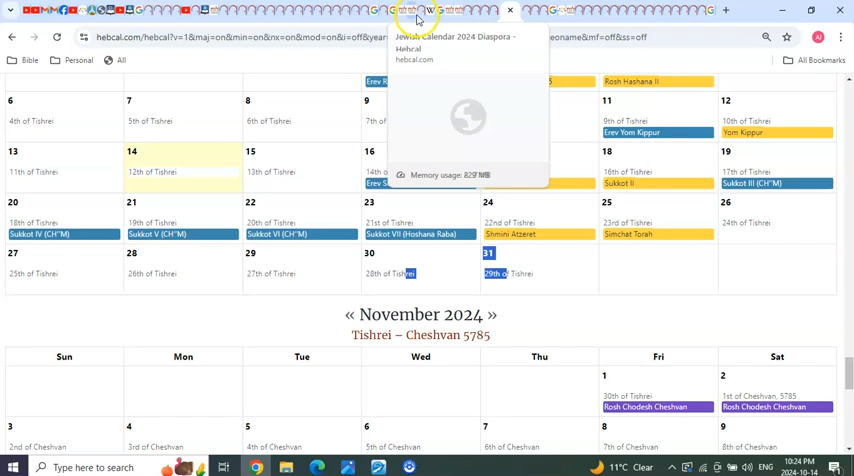 hebcal.com/hebcal?v=1&maj=on&min=on&nx=on&mod=on&i=off&year=
eoname&mf=off&ss=off
AI
Bible
Personal
All
All Bookmarks
Jewish Calendar 2024 Diaspora -
Hebcal
hebcal.com
Memory usage:
Rosh Hashana II
6
7
8
9
11
12
4th of Tishrei
5th of Tishrei
6th of Tishrei
9th of Tishrei
10th of Tishrei
Erev Yom Kippur
Yom Kippur
13
14
15
16
18
19
11th of Tishrei
12th of Tishrei
13th of Tishrei
16th of Tishrei
17th of Tishrei
Sukkot II
Sukkot III (CH''M)
20
21
22
23
24
25
26
18th of Tishrei
19th of Tishrei
20th of Tishrei
21st of Tishrei
22nd of Tishrei
23rd of Tishrei
24th of Tishrei
Sukkot IV (CH''M)
Sukkot V (CH''M)
Sukkot VI (CH''M)
Sukkot VII (Hoshana Raba)
Shmini Atzeret
Simchat Torah
27
28
29
30
31
25th of Tishrei
26th of Tishrei
27th of Tishrei
28th of Tishrei
29th of Tishrei
« November 2024 »
Tishrei – Cheshvan 5785
Sun
Mon
Tue
Wed
Thu
Fri
Sat
1
2
30th of Tishrei
1st of Cheshvan, 5785
Rosh Chodesh Cheshvan
Rosh Chodesh Cheshvan
3
4
5
6
7
8
9
2nd of Cheshvan
3rd of Cheshvan
4th of Cheshvan
5th of Cheshvan
6th of Cheshvan
7th of Cheshvan
8th of Cheshvan
Type here to search
11°C Clear
ENG
10:24 PM
2024-10-14